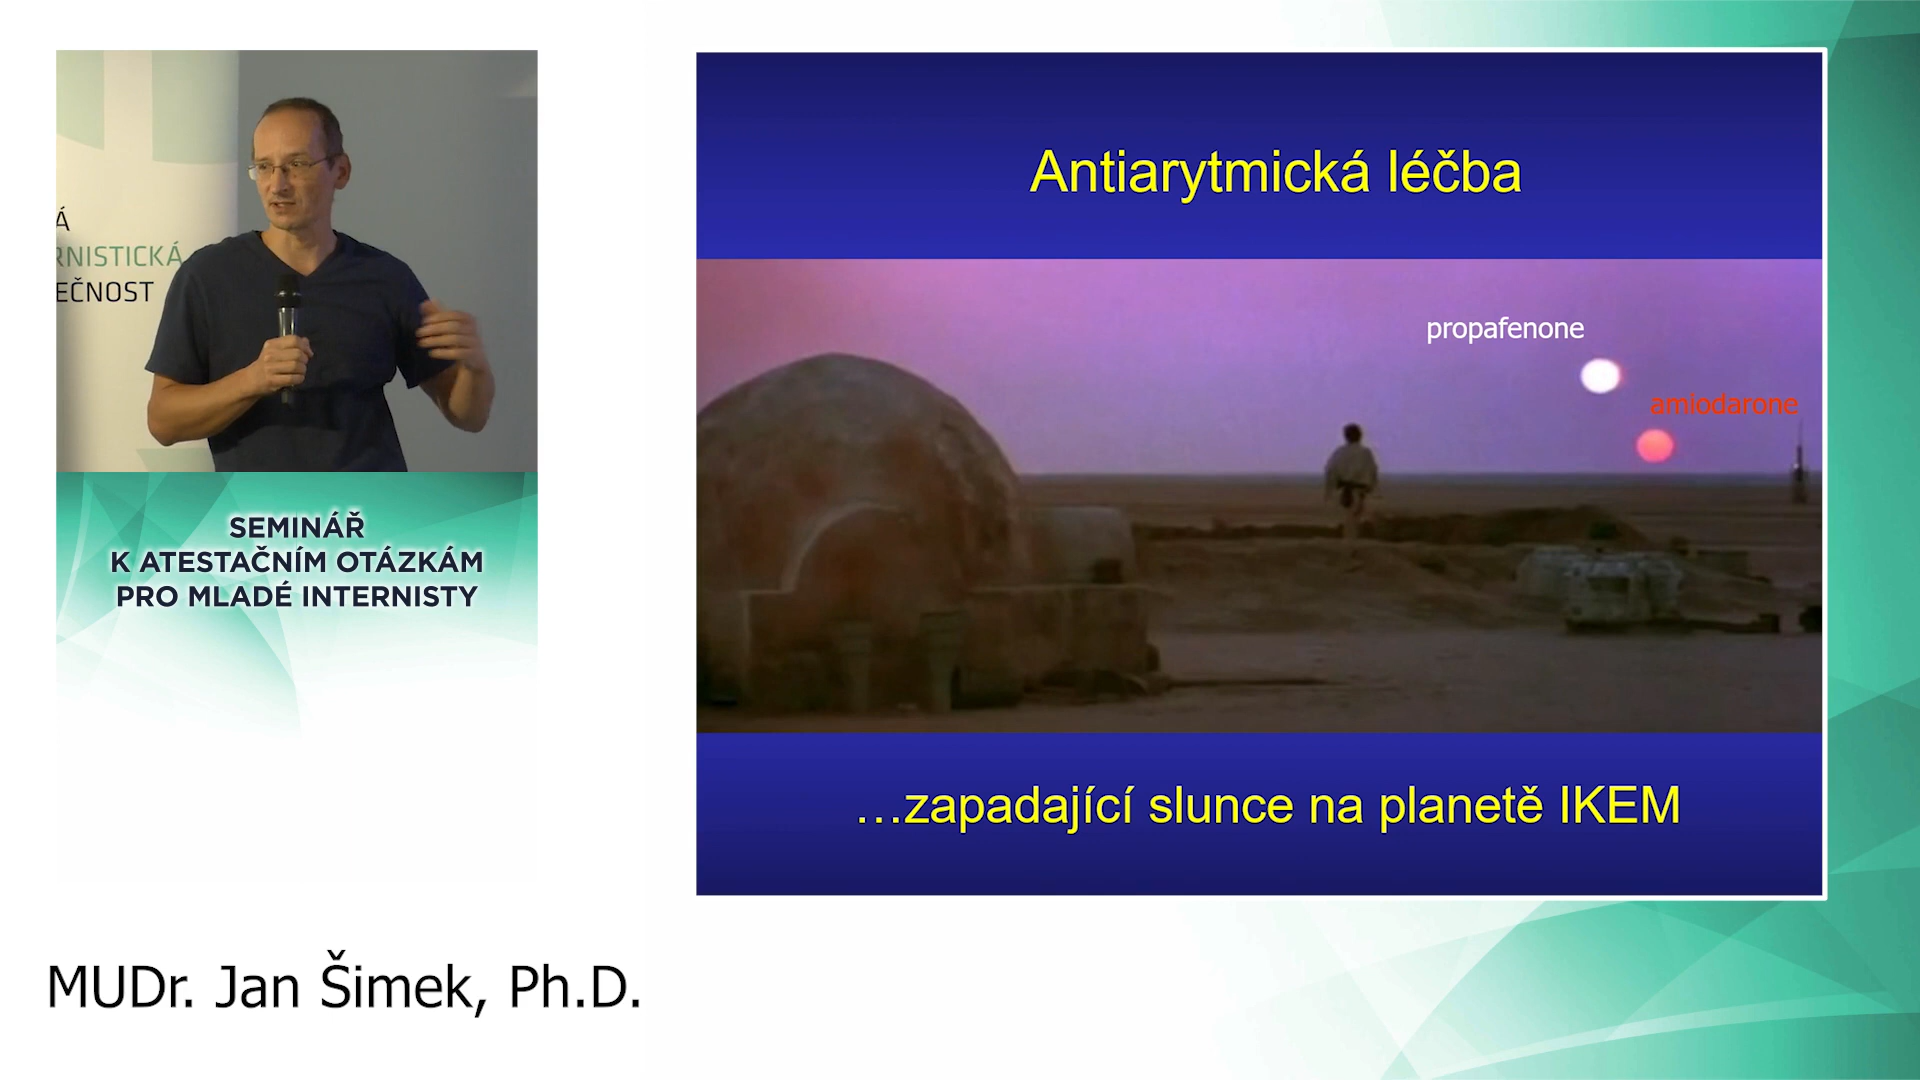 Á
RNISTICKÁ
EČNOST
SEMINÁŘ
K ATESTAČNÍM OTÁZKÁM
PRO MLADÉ INTERNISTY
MUDr. Jan Šimek, Ph.D.
Antiarytmická léčba
propafenone
amiodarone
...zapadající slunce na planetě IKEM